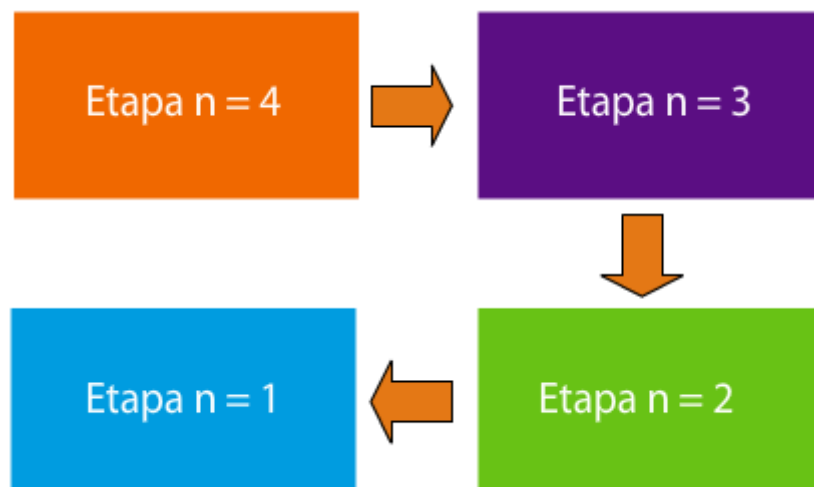 Etapa n = 4
Etapa n = 3
Etapa n = 2
Etapa n = 1